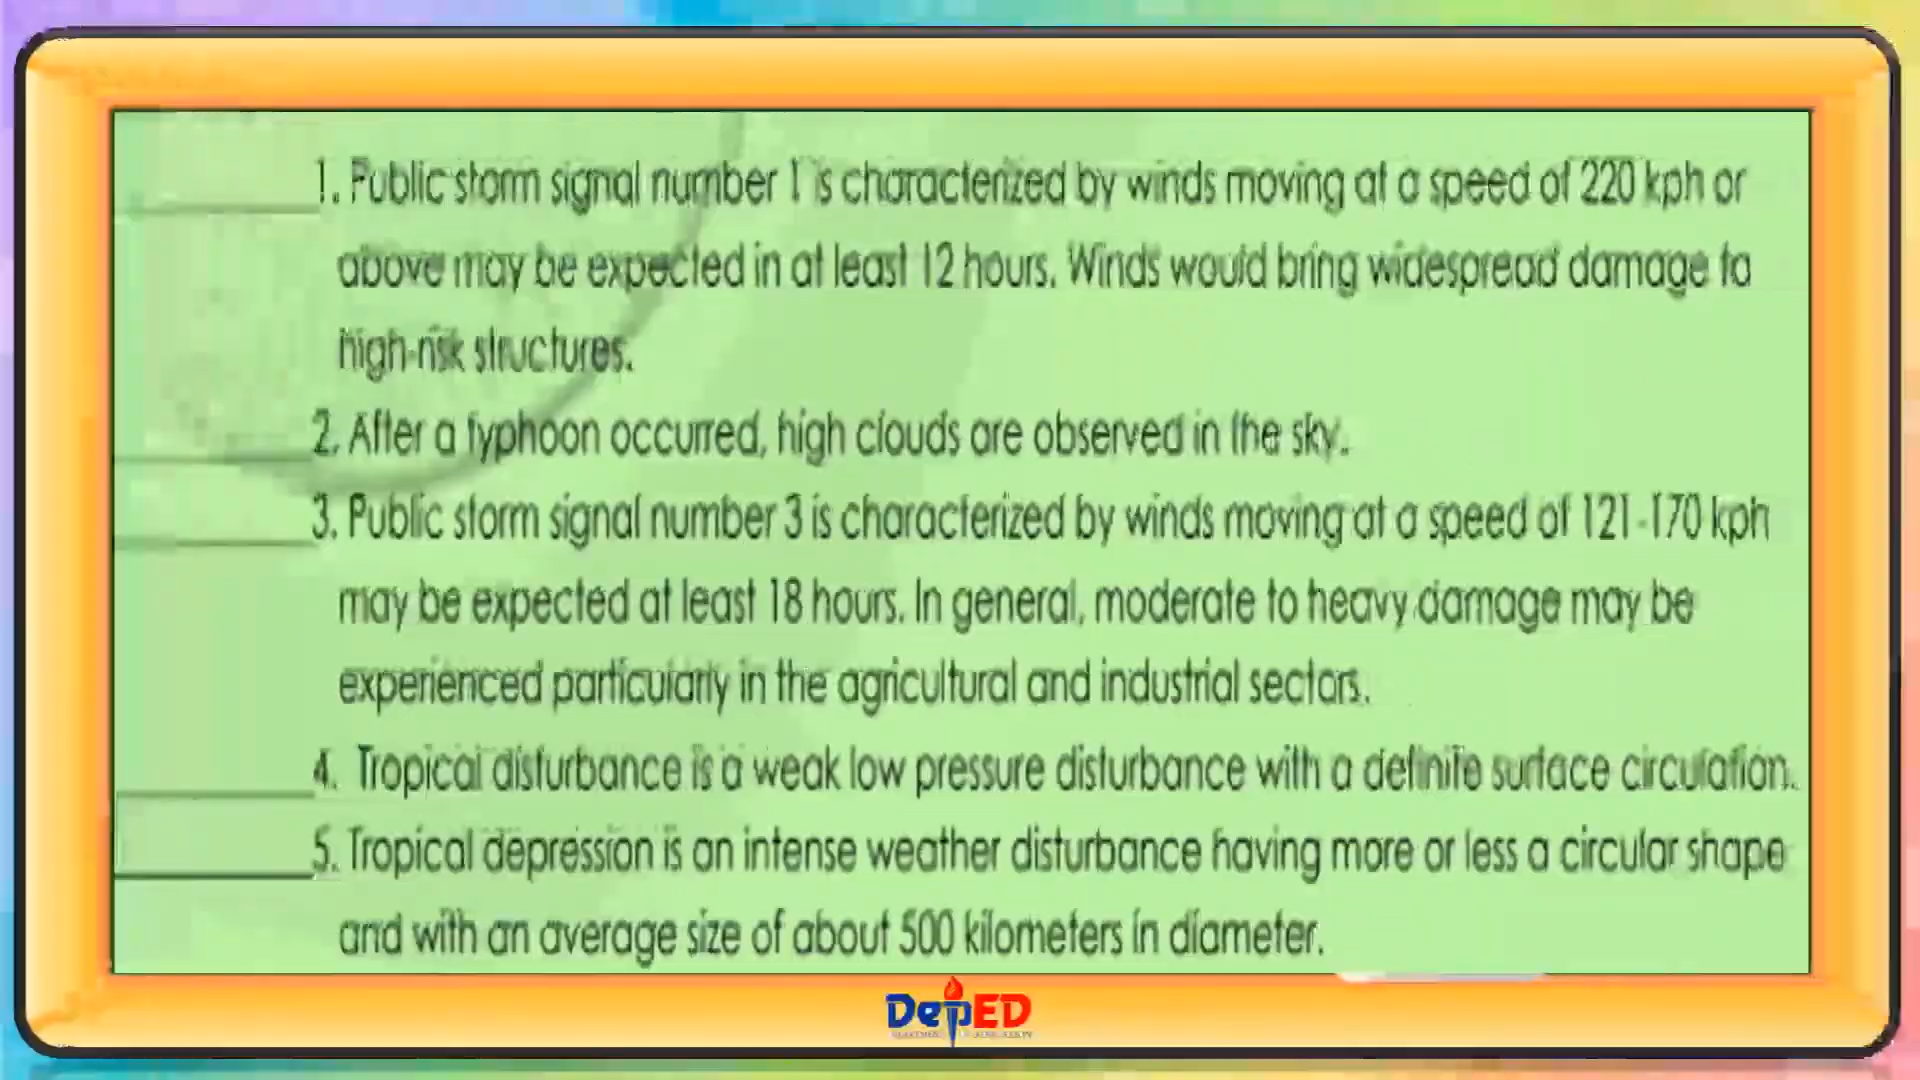 1. Public storm signal number 1 is characterized by winds moving at a speed of 220 kph or
above may be expected in at least 12 hours. Winds would bring widespread damage to
high-risk structures.
2. After a typhoon occurred, high clouds are observed in the sky.
3. Public storm signal number 3 is characterized by winds moving at a speed of 121-170 kph
may be expected at least 18 hours. In general, moderate to heavy damage may be
experienced particularly in the agricultural and industrial sectors.
4. Tropical disturbance is a weak low pressure disturbance with a definite surface circulation.
5. Tropical depression is an intense weather disturbance having more or less a circular shape
and with an average size of about 500 kilometers in diameter.
DepED
DEPARTMENT OF EDUCATION